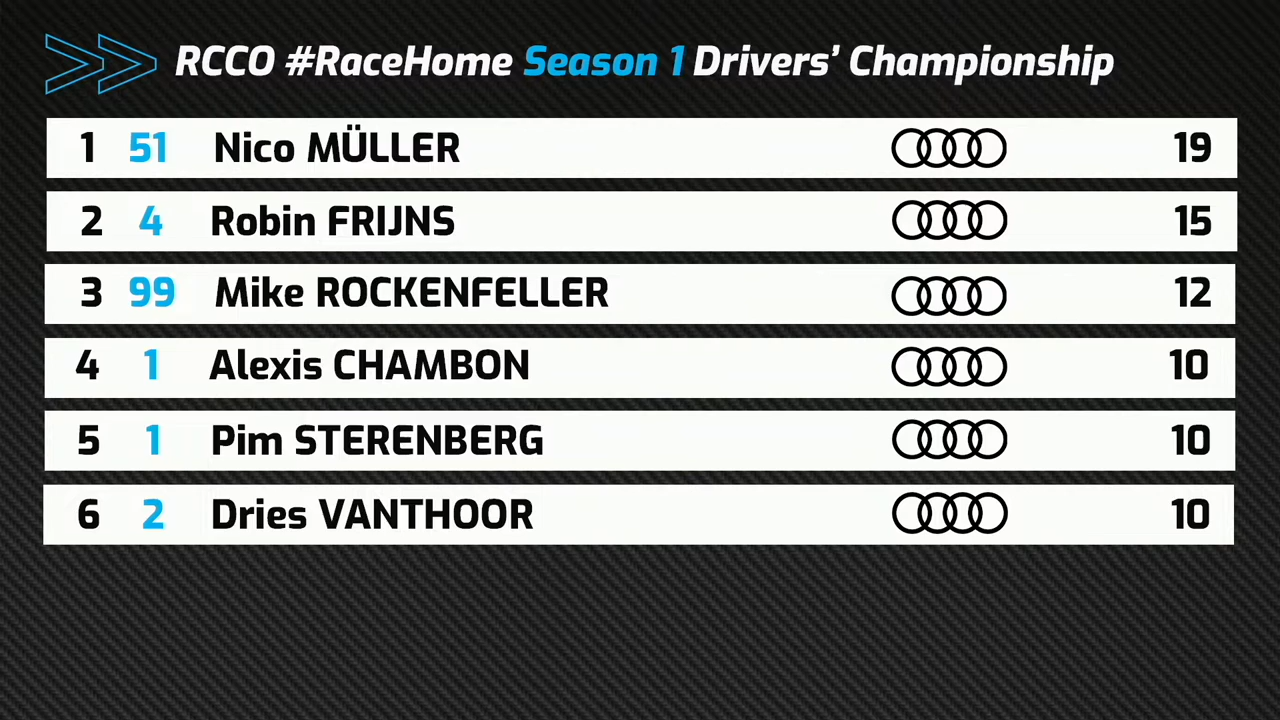 RCCO #RaceHome Season 1 Drivers' Championship
1 51 Nico MÜLLER 19
2 4 Robin FRIJNS 15
3 99 Mike ROCKENFELLER 12
4 1 Alexis CHAMBON 10
5 1 Pim STERENBERG 10
6 2 Dries VANTHOOR 10